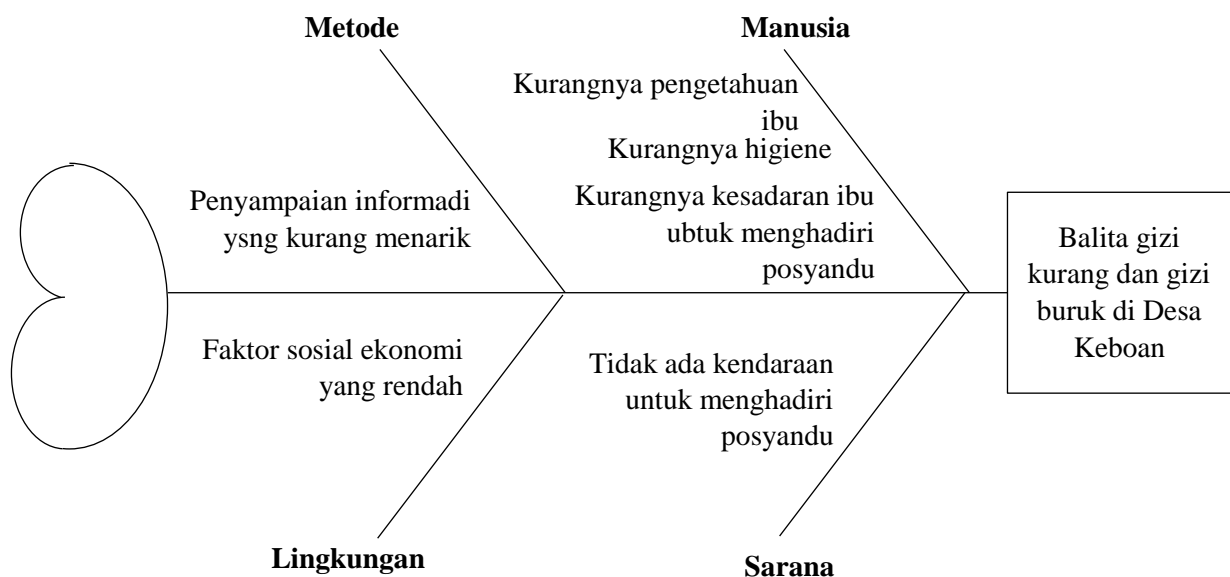 Metode
Manusia
Kurangnya pengetahuan
ibu
Kurangnya higiene
Penyampaian informadi
ysng kurang menarik
Kurangnya kesadaran ibu
ubtuk menghadiri
posyandu
Balita gizi
kurang dan gizi
buruk di Desa
Keboan
Faktor sosial ekonomi
yang rendah
Tidak ada kendaraan
untuk menghadiri
posyandu
Lingkungan
Sarana